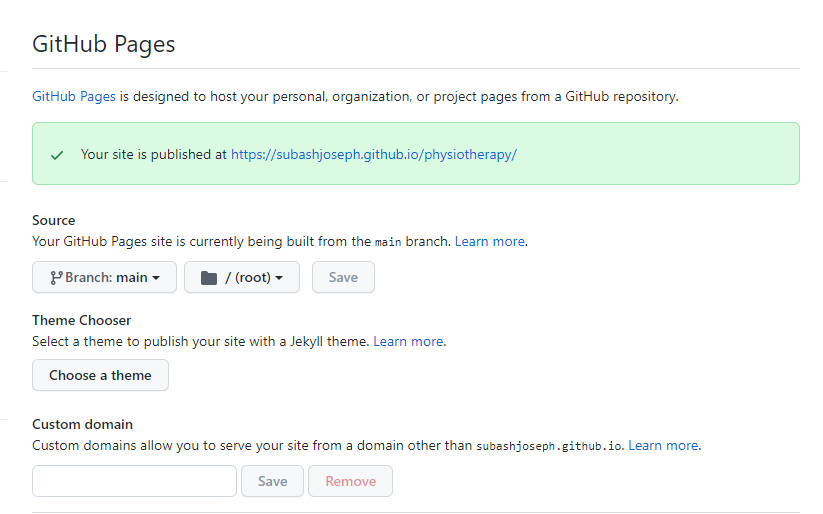 GitHub Pages
GitHub Pages is designed to host your personal, organization, or project pages from a GitHub repository.
Your site is published at https://subashjoseph.github.io/physiotherapy/
Source
Your GitHub Pages site is currently being built from the main branch. Learn more.
Branch: main / (root) Save
Theme Chooser
Select a theme to publish your site with a Jekyll theme. Learn more.
Choose a theme
Custom domain
Custom domains allow you to serve your site from a domain other than subashjoseph.github.io. Learn more.
Save Remove